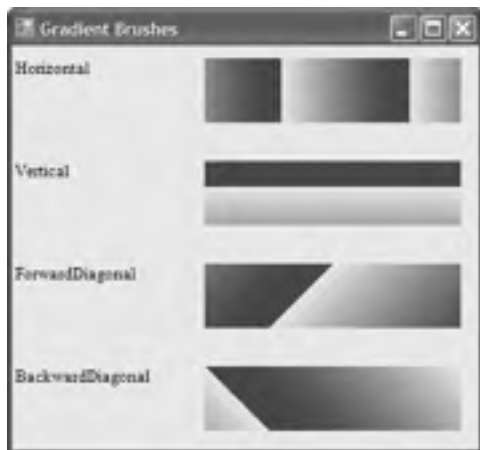 Gradient Brushes
Horizontal
Vertical
ForwardDiagonal
BackwardDiagonal